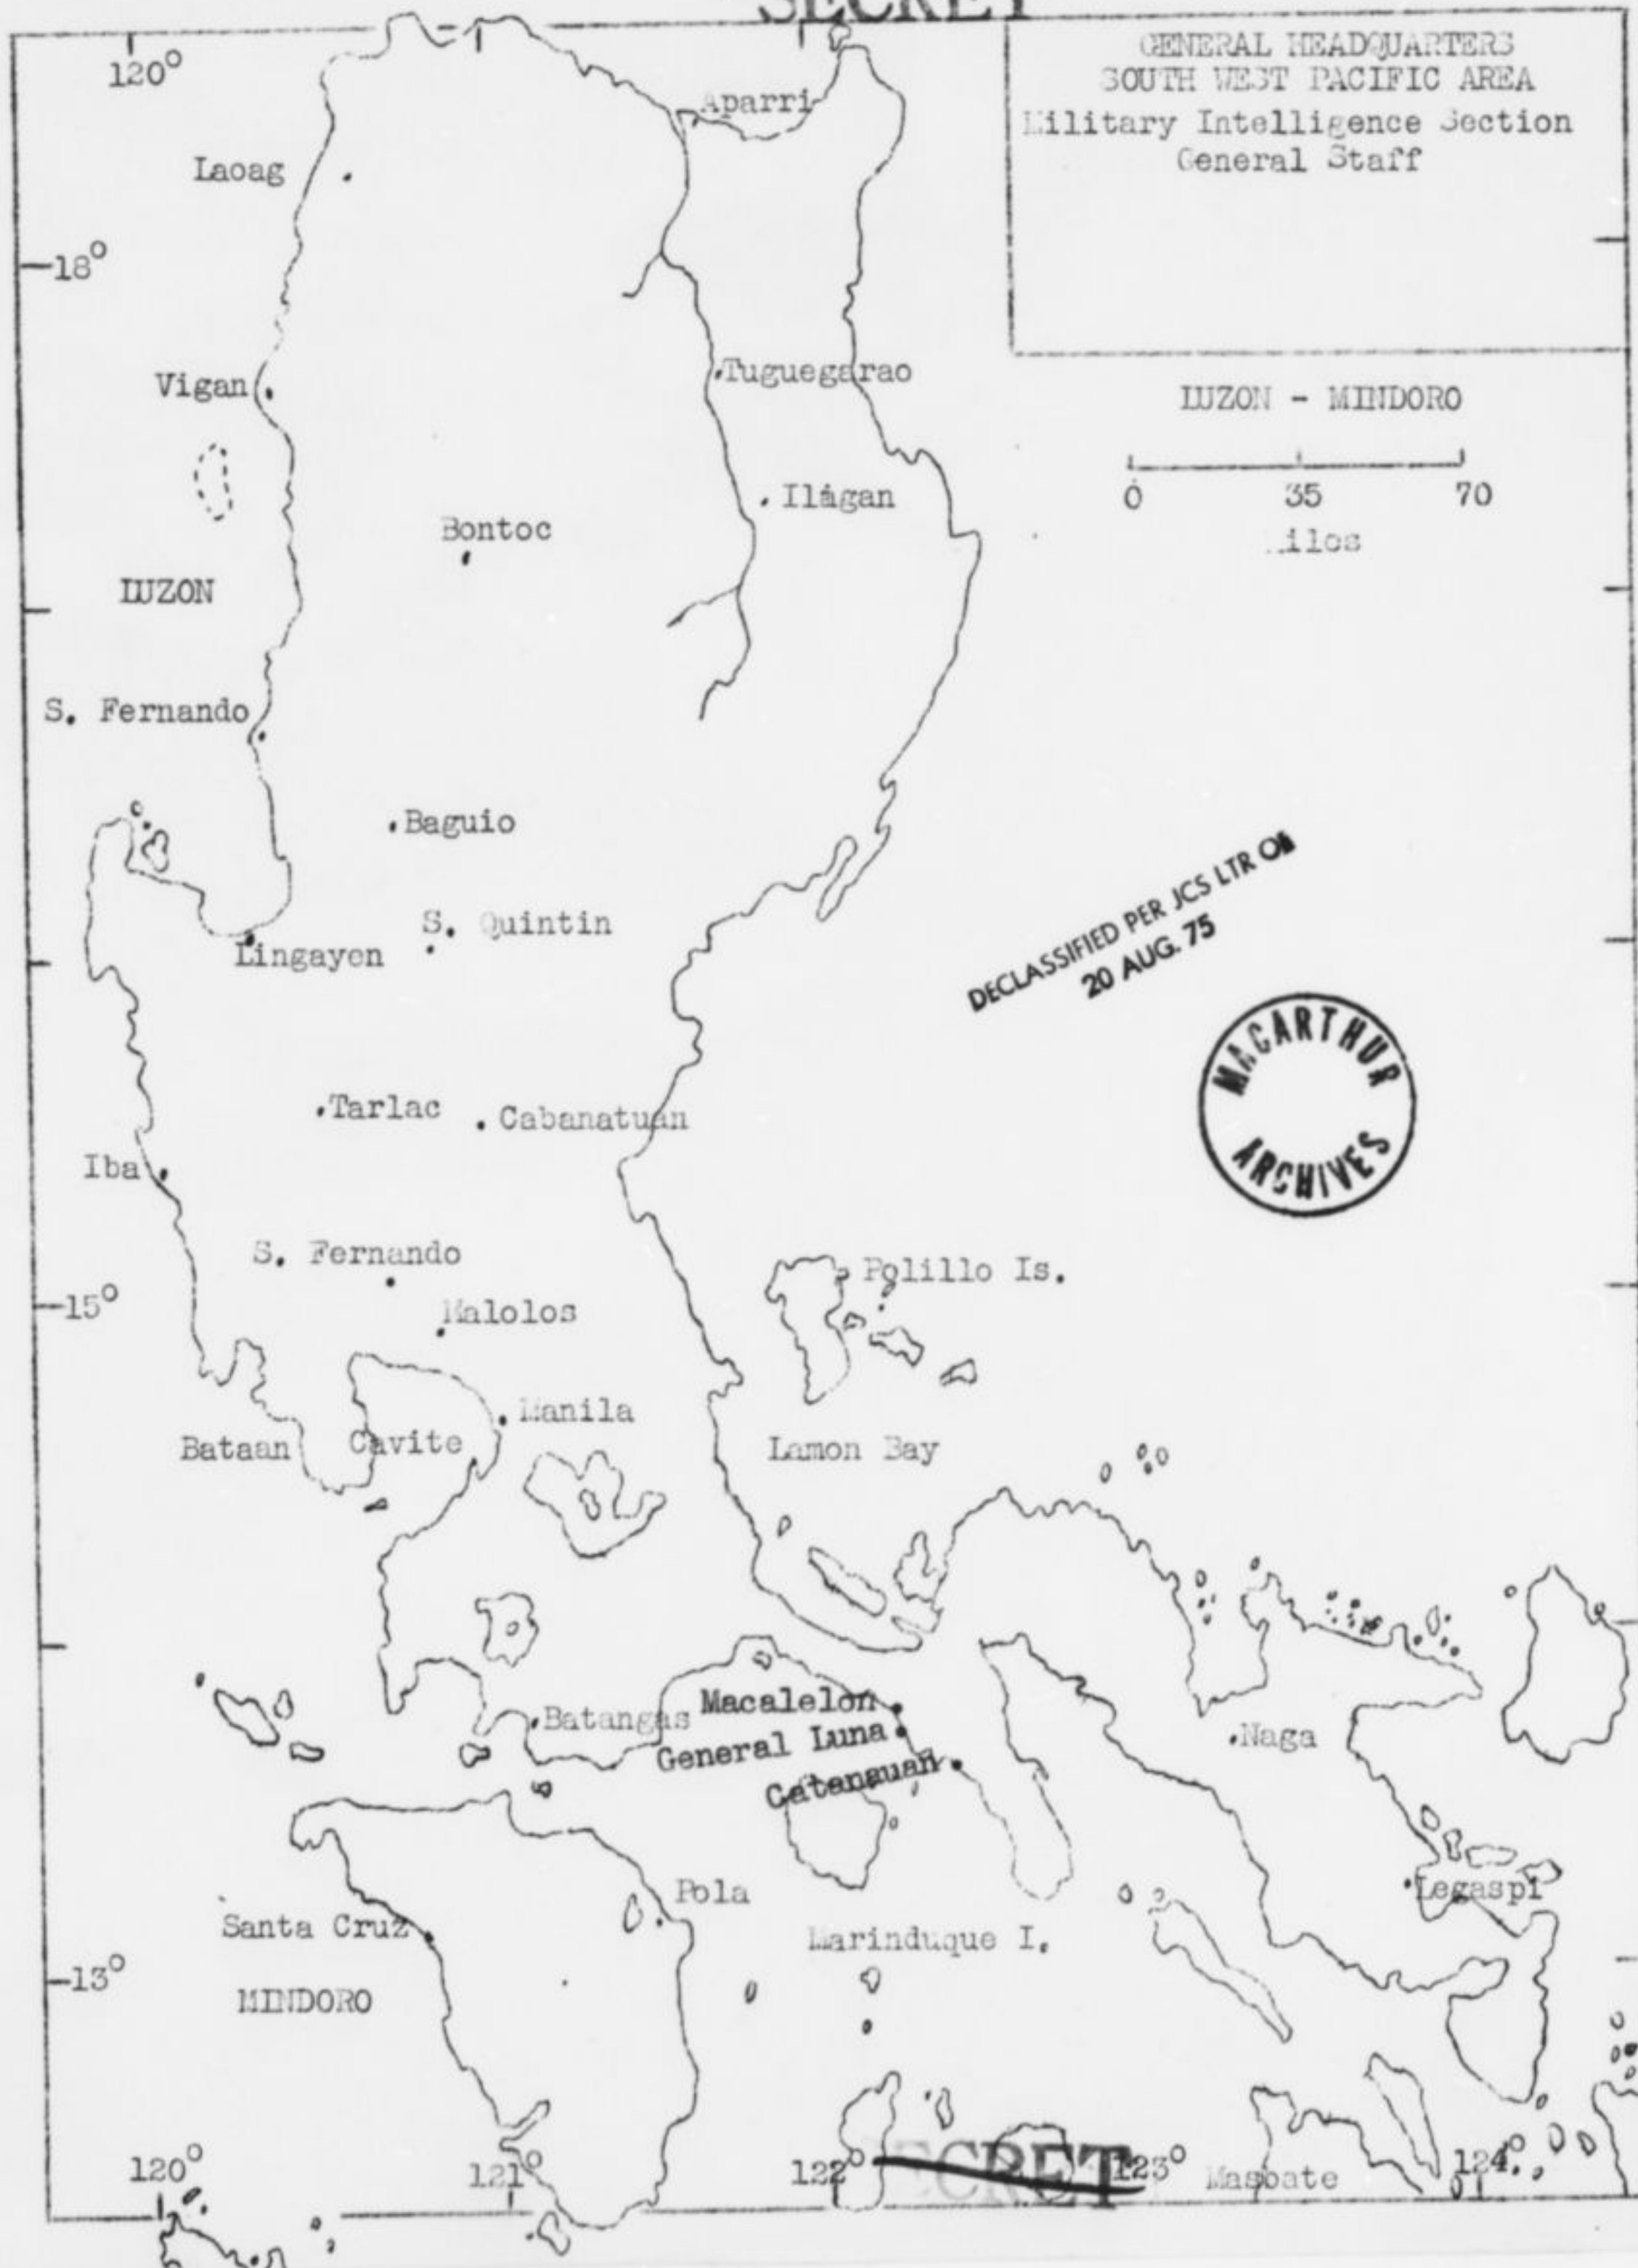 SECRET
GENERAL HEADQUARTERS
SOUTH WEST PACIFIC AREA
Military Intelligence Section
General Staff
120°
Aparri
Laoag
18°
Vigan
Tuguegarao
LUZON - MINDORO
0 35 70
Ilágan
Bontoc
LUZON
S. Fernando
Baguio
S. Quintin
Lingayen
DECLASSIFIED PER JCS LTR OF
20 AUG. 75
MACARTHUR
ARCHIVES
Tarlac
Cabanatuan
Iba
S. Fernando
Polillo Is.
15°
Malolos
Manila
Bataan
Cavite
Lamon Bay
Macalelon
Batangas
General Luna
Naga
Catanauan
Pola
Legaspi
Santa Cruz
Marinduque I.
13°
MINDORO
120°
121°
122°
SECRET
123°
Masbate
124°